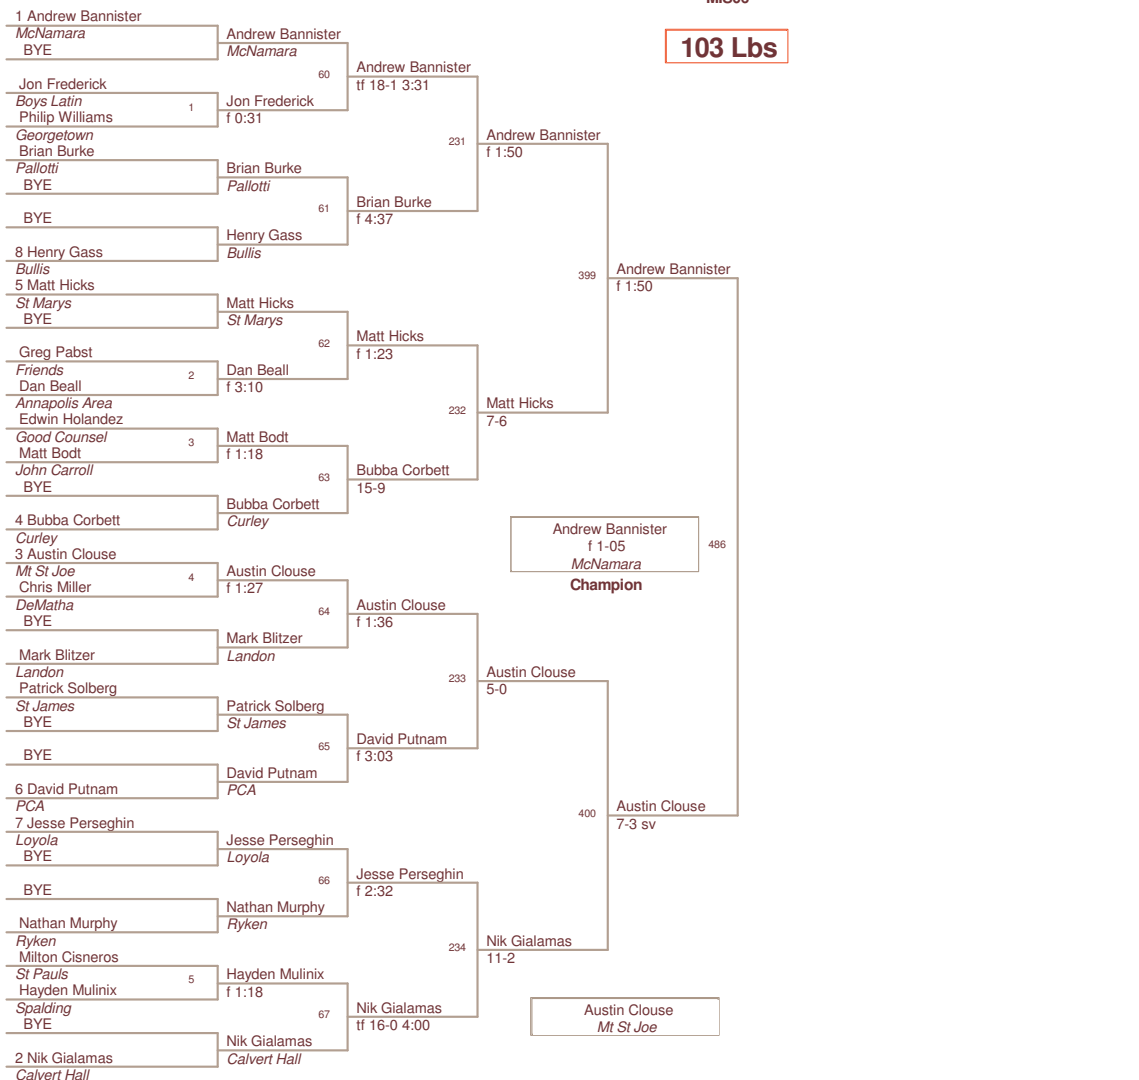 MIS06
103 Lbs
1 Andrew Bannister
McNamara
BYE
Jon Frederick
Boys Latin
Philip Williams
Georgetown
Brian Burke
Pallotti
BYE
BYE
8 Henry Gass
Bullis
5 Matt Hicks
St Marys
BYE
Greg Pabst
Friends
Dan Beall
Annapolis Area
Edwin Holandez
Good Counsel
Matt Bodt
John Carroll
BYE
4 Bubba Corbett
Curley
3 Austin Clouse
Mt St Joe
Chris Miller
DeMatha
BYE
Mark Blitzer
Landon
Patrick Solberg
St James
BYE
BYE
6 David Putnam
PCA
7 Jesse Perseghin
Loyola
BYE
BYE
Nathan Murphy
Ryken
Milton Cisneros
St Pauls
Hayden Mulinix
Spalding
BYE
2 Nik Gialamas
Calvert Hall
1
2
3
4
5
Andrew Bannister
McNamara
Jon Frederick
f 0:31
Brian Burke
Pallotti
Henry Gass
Bullis
Matt Hicks
St Marys
Dan Beall
f 3:10
Matt Bodt
f 1:18
Bubba Corbett
Curley
Austin Clouse
f 1:27
Mark Blitzer
Landon
Patrick Solberg
St James
David Putnam
PCA
Jesse Perseghin
Loyola
Nathan Murphy
Ryken
Hayden Mulinix
f 1:18
Nik Gialamas
Calvert Hall
60
61
62
63
64
65
66
67
Andrew Bannister
tf 18-1 3:31
Brian Burke
f 4:37
Matt Hicks
f 1:23
Bubba Corbett
15-9
Austin Clouse
f 1:36
David Putnam
f 3:03
Jesse Perseghin
f 2:32
Nik Gialamas
tf 16-0 4:00
231
232
233
234
Andrew Bannister
f 1:50
Matt Hicks
7-6
Austin Clouse
5-0
Nik Gialamas
11-2
399
400
Andrew Bannister
f 1:50
Austin Clouse
7-3 sv
486
Andrew Bannister
f 1-05
McNamara
Champion
Austin Clouse
Mt St Joe